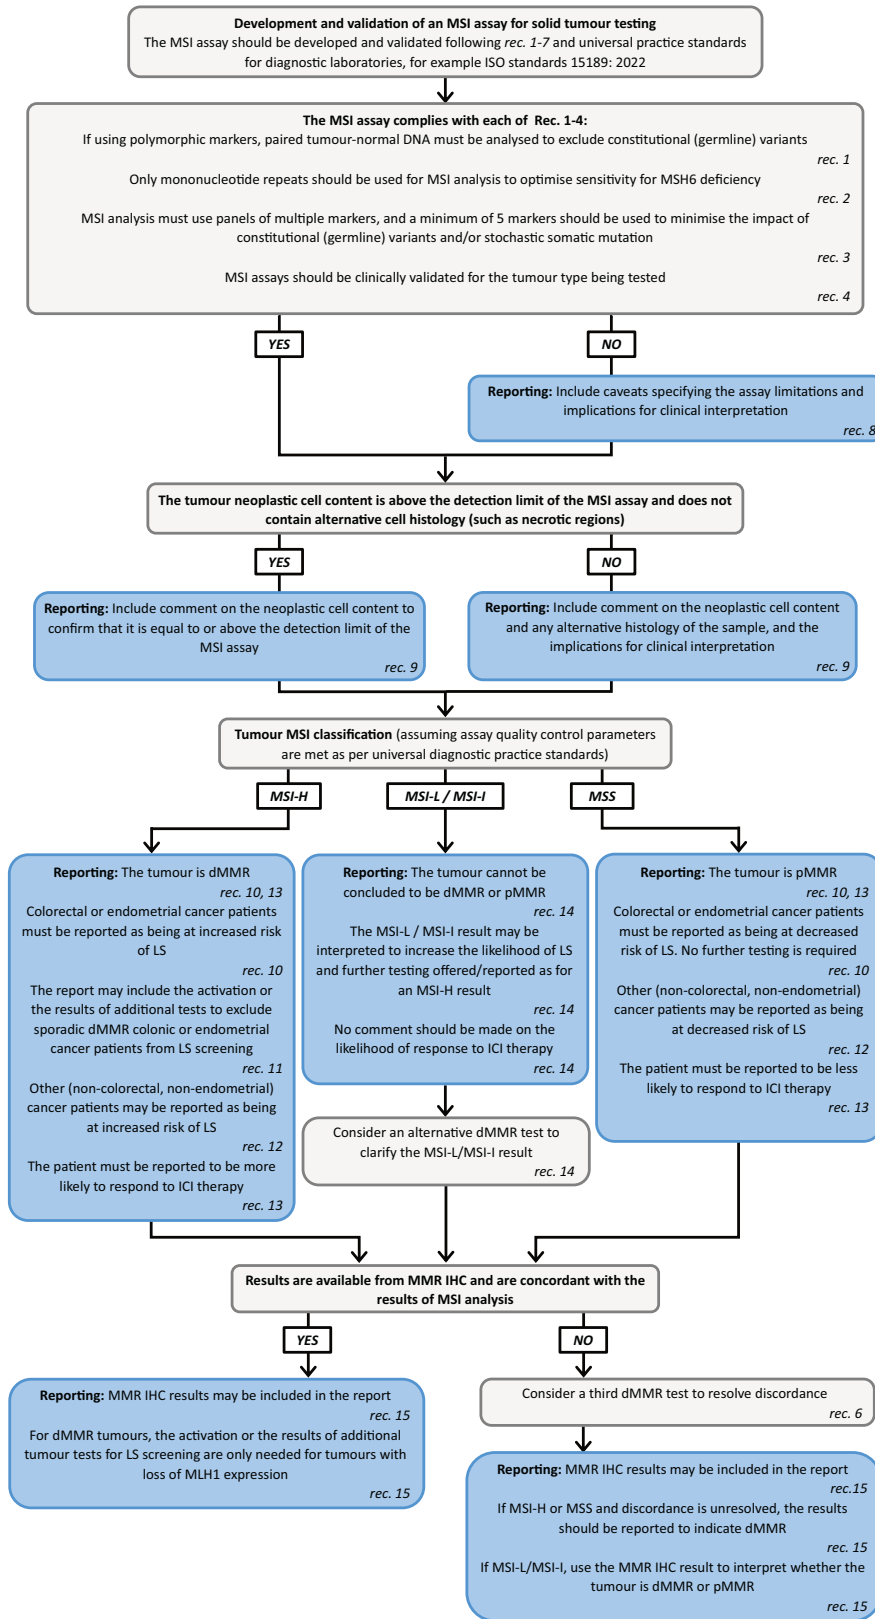 Development and validation of an MSI assay for solid tumour testing
The MSI assay should be developed and validated following rec. 1-7 and universal practice standards
for diagnostic laboratories, for example ISO standards 15189: 2022
The MSI assay complies with each of Rec. 1-4:
If using polymorphic markers, paired tumour-normal DNA must be analysed to exclude constitutional (germline) variants
rec. 1
Only mononucleotide repeats should be used for MSI analysis to optimise sensitivity for MSH6 deficiency
rec. 2
MSI analysis must use panels of multiple markers, and a minimum of 5 markers should be used to minimise the impact of
constitutional (germline) variants and/or stochastic somatic mutation
rec. 3
MSI assays should be clinically validated for the tumour type being tested
rec. 4
YES
NO
Reporting: Include caveats specifying the assay limitations and
implications for clinical interpretation
rec. 8
The tumour neoplastic cell content is above the detection limit of the MSI assay and does not
contain alternative cell histology (such as necrotic regions)
YES
NO
Reporting: Include comment on the neoplastic cell content to
confirm that it is equal to or above the detection limit of the
MSI assay
rec. 9
Reporting: Include comment on the neoplastic cell content
and any alternative histology of the sample, and the
implications for clinical interpretation
rec. 9
Tumour MSI classification (assuming assay quality control parameters
are met as per universal diagnostic practice standards)
MSI-H
MSI-L / MSI-I
MSS
Reporting: The tumour is dMMR
rec. 10, 13
Colorectal or endometrial cancer patients
must be reported as being at increased risk
of LS
rec. 10
The report may include the activation or
the results of additional tests to exclude
sporadic dMMR colonic or endometrial
cancer patients from LS screening
rec. 11
Other (non-colorectal, non-endometrial)
cancer patients may be reported as being
at increased risk of LS
rec. 12
The patient must be reported to be more
likely to respond to ICI therapy
rec. 13
Reporting: The tumour cannot be
concluded to be dMMR or pMMR
rec. 14
The MSI-L / MSI-I result may be
interpreted to increase the likelihood of LS
and further testing offered/reported as for
an MSI-H result
rec. 14
No comment should be made on the
likelihood of response to ICI therapy
rec. 14
Consider an alternative dMMR test to
clarify the MSI-L/MSI-I result
rec. 14
Reporting: The tumour is pMMR
rec. 10, 13
Colorectal or endometrial cancer patients
must be reported as being at decreased
risk of LS. No further testing is required
rec. 10
Other (non-colorectal, non-endometrial)
cancer patients may be reported as being
at decreased risk of LS
rec. 12
The patient must be reported to be less
likely to respond to ICI therapy
rec. 13
Results are available from MMR IHC and are concordant with the
results of MSI analysis
YES
NO
Reporting: MMR IHC results may be included in the report
rec. 15
For dMMR tumours, the activation or the results of additional
tumour tests for LS screening are only needed for tumours with
loss of MLH1 expression
rec. 15
Consider a third dMMR test to resolve discordance
rec. 6
Reporting: MMR IHC results may be included in the report
rec.15
If MSI-H or MSS and discordance is unresolved, the results
should be reported to indicate dMMR
rec. 15
If MSI-L/MSI-I, use the MMR IHC result to interpret whether the
tumour is dMMR or pMMR
rec. 15